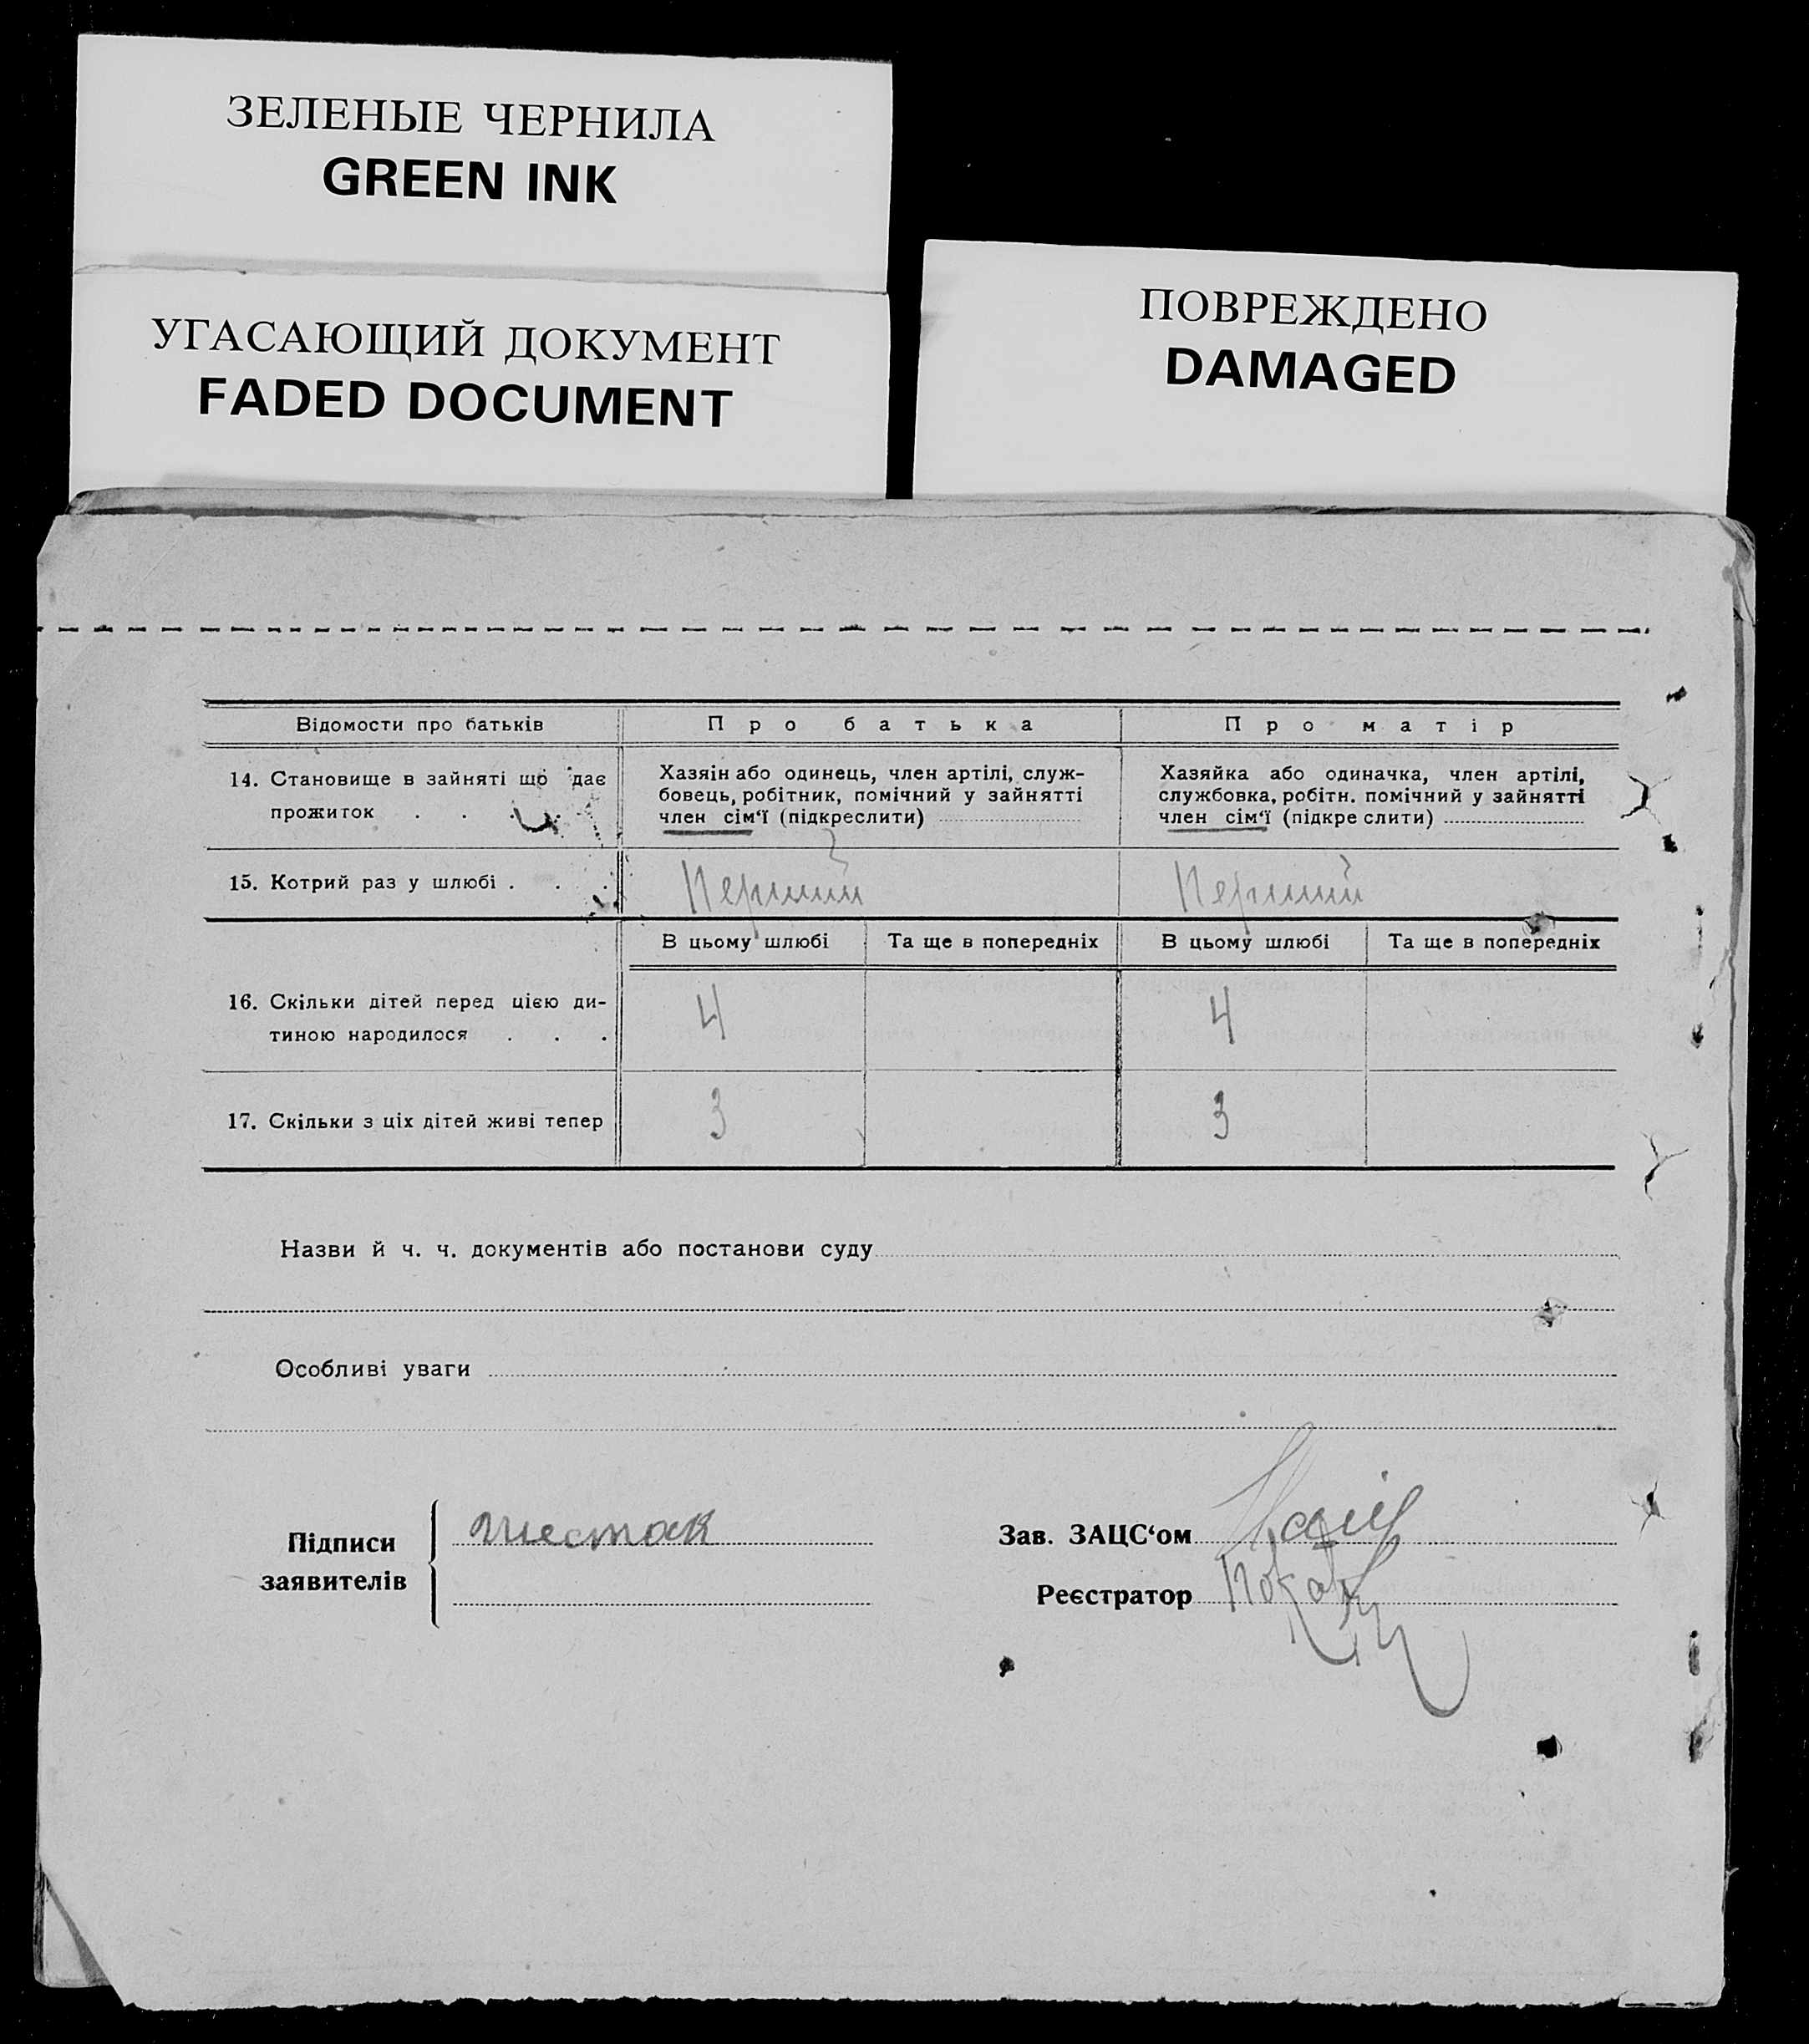 ЗЕЛЕНЫЕ ЧЕРНИЛА
GREEN INK
УГАСАЮЩИЙ ДОКУМЕНТ
FADED DOCUMENT
ПОВРЕЖДЕНО
DAMAGED
Відомости про батьків Про батька Про матір
14. Становище в зайняті що дає
прожиток . . .
Хазяін або одинець, член артілі, служ-
бовець, робітник, помічний у зайнятті
член сім‘ї (підкреслити)
Хазяйка або одиначка, член артілі,
службовка, робітн. помічний у зайнятті
член сім‘ї (підкреслити)
15. Котрий раз у шлюбі . . . Перший Перший
В цьому шлюбі Та ще в попередніх В цьому шлюбі Та ще в попередніх
16. Скільки дітей перед цією ди-
тиною народилося . . . 4 4
17. Скільки з ціх дітей живі тепер 3 3
Назви й ч. ч. документів або постанови суду
Особливі уваги
Підписи
заявителів
шестак
Зав. ЗАЦС‘ом
Реєстратор